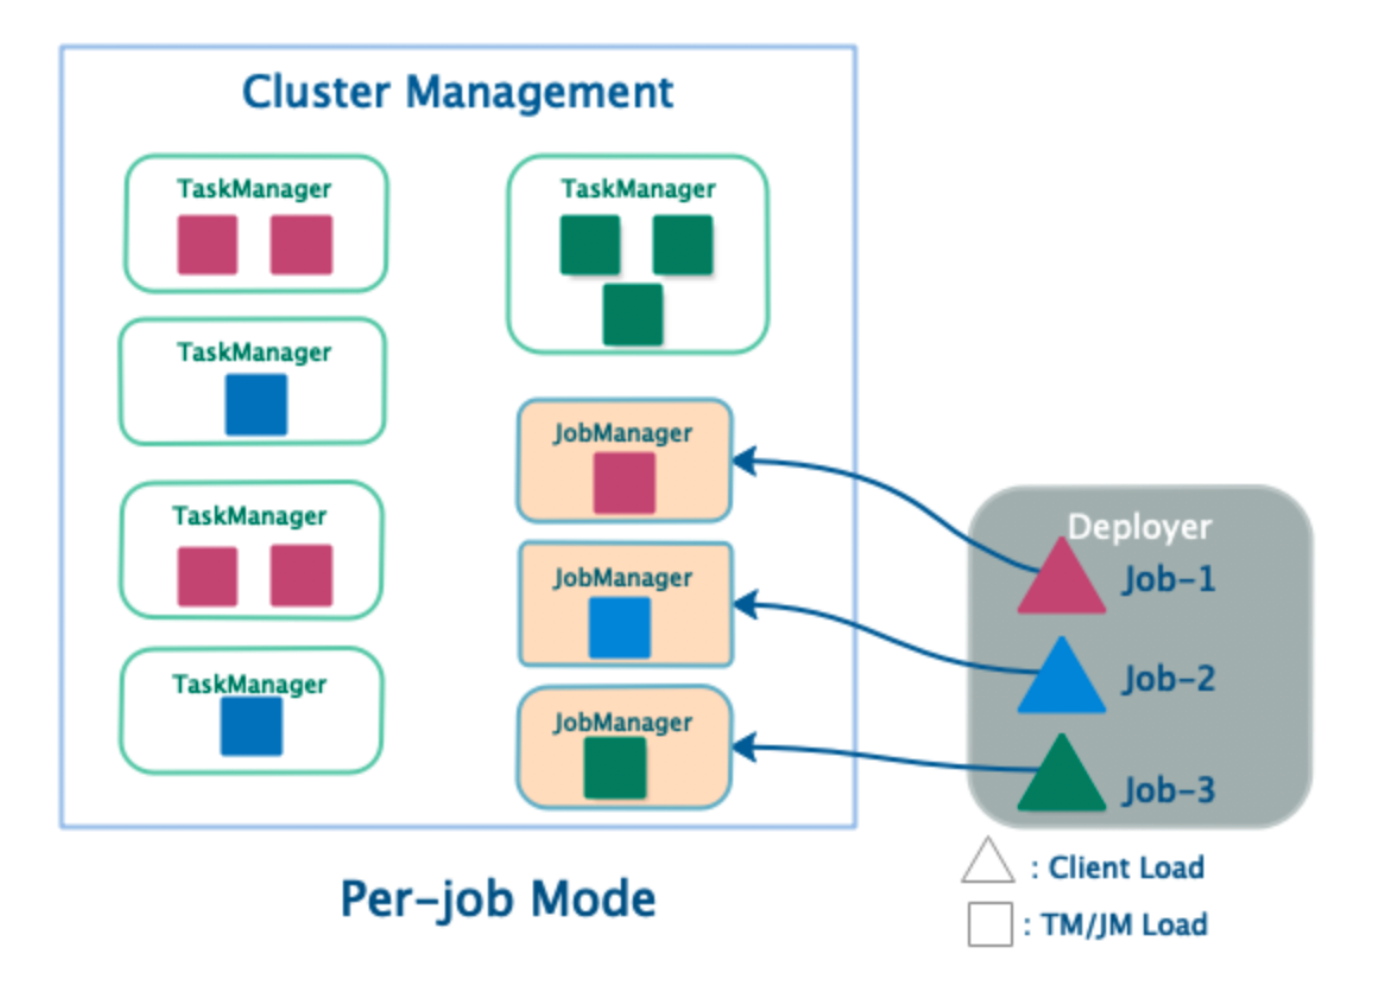 Cluster Management
TaskManager
TaskManager
TaskManager
TaskManager
TaskManager
JobManager
JobManager
JobManager
Deployer
Job-1
Job-2
Job-3
: Client Load
: TM/JM Load
Per-job Mode